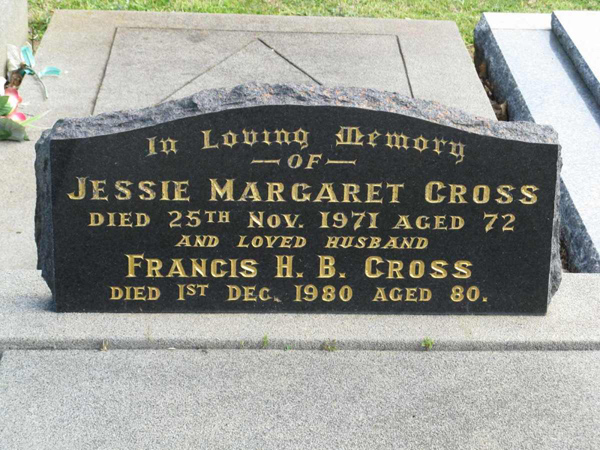 In Loving Memory
— OF —
JESSIE MARGARET CROSS
DIED 25TH NOV. 1971 AGED 72
AND LOVED HUSBAND
FRANCIS H. B. CROSS
DIED 1ST DEC. 1980 AGED 80.